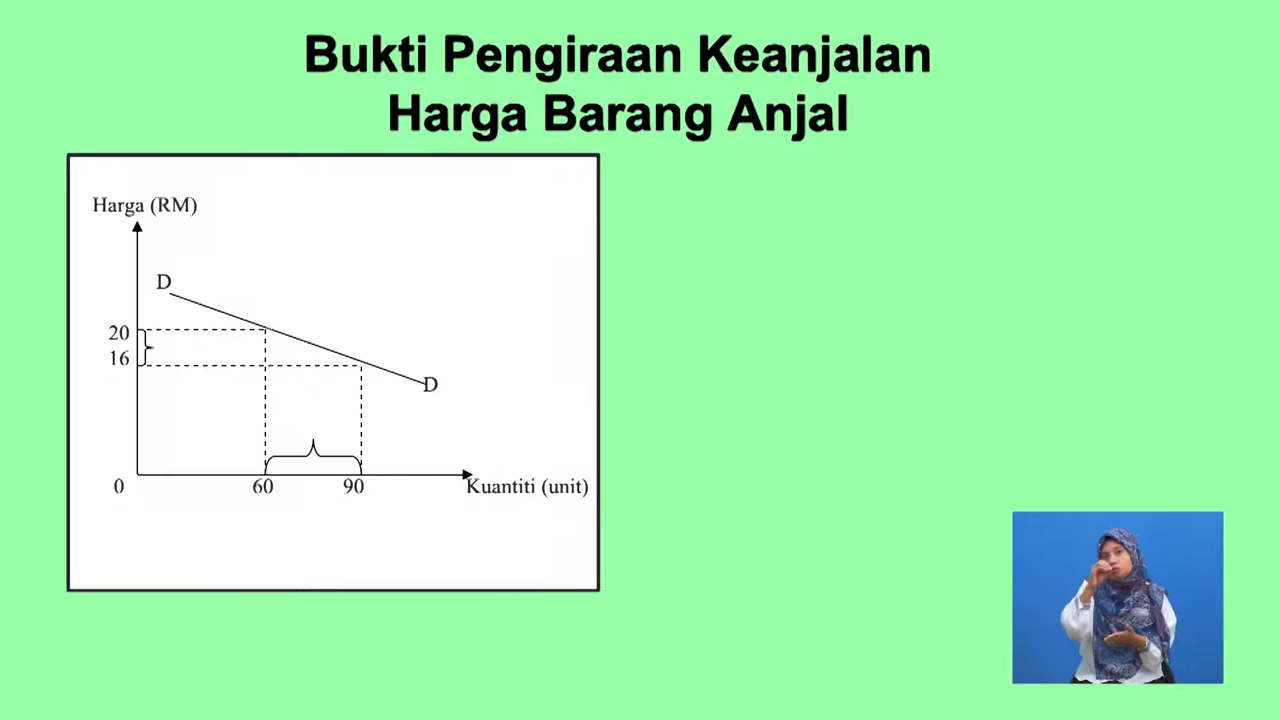 Bukti Pengiraan Keanjalan
Harga Barang Anjal
Harga (RM)
D
20
16
D
0
60
90
Kuantiti (unit)